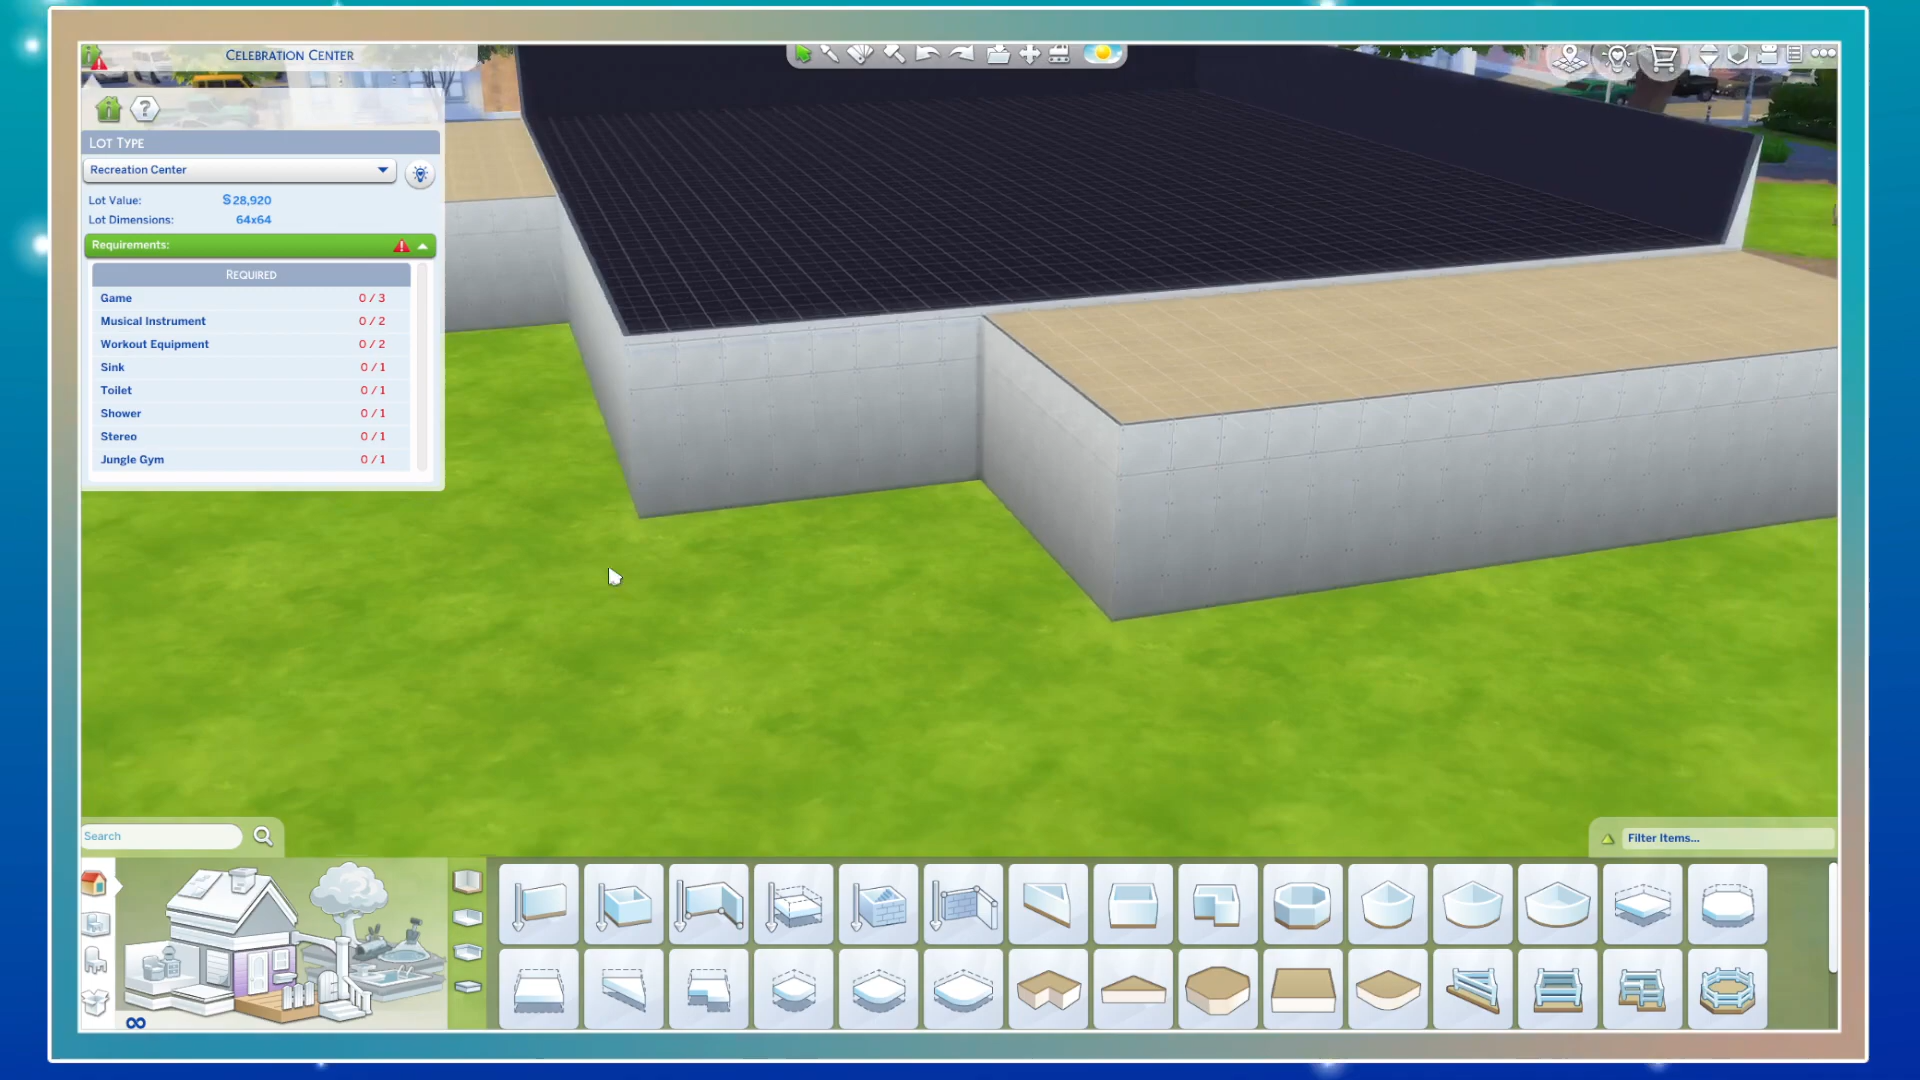 CELEBRATION CENTER
LOT TYPE
Recreation Center
Lot Value: §28,920
Lot Dimensions: 64x64
Requirements:
REQUIRED
Game 0 / 3
Musical Instrument 0 / 2
Workout Equipment 0 / 2
Sink 0 / 1
Toilet 0 / 1
Shower 0 / 1
Stereo 0 / 1
Jungle Gym 0 / 1
Search
Filter Items...